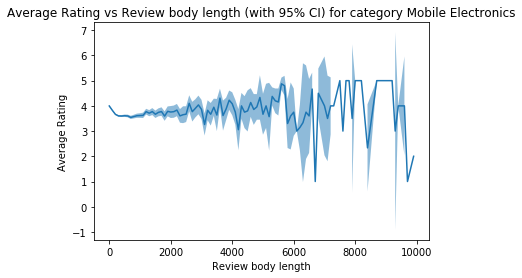 Average Rating vs Review body length (with 95% CI) for category Mobile Electronics
7
6
5
4
3
2
1
0
−1
Average Rating
0 2000 4000 6000 8000 10000
Review body length